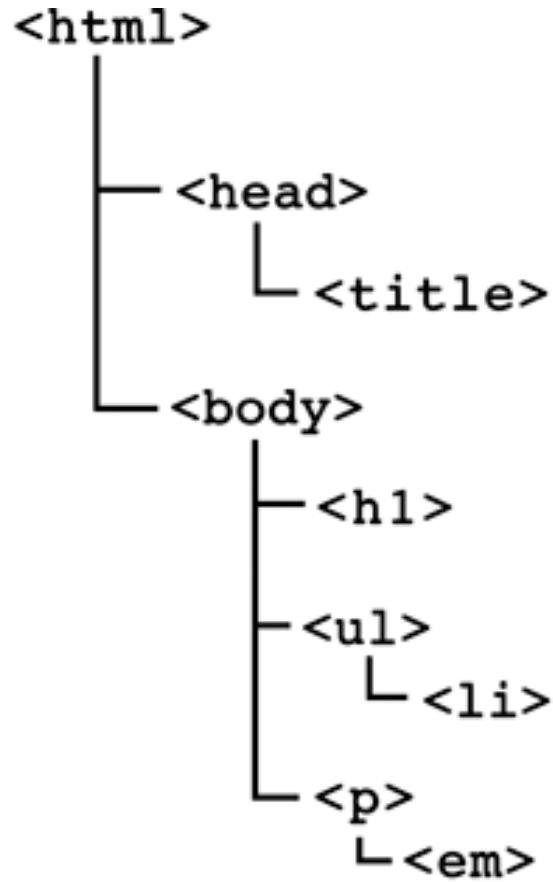 <html>
<head>
<title>
<body>
<h1>
<ul>
<li>
<p>
<em>